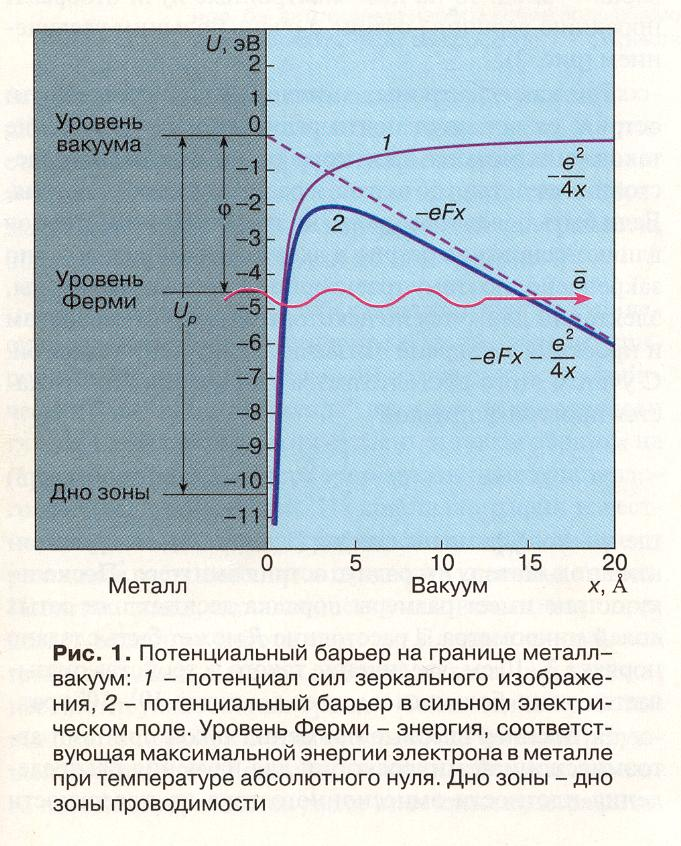 U, эВ
2
1
0
–1
–2
–3
–4
–5
–6
–7
–8
–9
–10
–11
Уровень
вакуума
φ
Уровень
Ферми
U_p
Дно зоны
1
2
–eFx
–e²/4x
ē
–eFx – e²/4x
0 5 10 15 20
Металл Вакуум x, Å
Рис. 1. Потенциальный барьер на границе металл–
вакуум: 1 – потенциал сил зеркального изображе-
ния, 2 – потенциальный барьер в сильном электри-
ческом поле. Уровень Ферми – энергия, соответст-
вующая максимальной энергии электронов в металле
при температуре абсолютного нуля. Дно зоны – дно
зоны проводимости